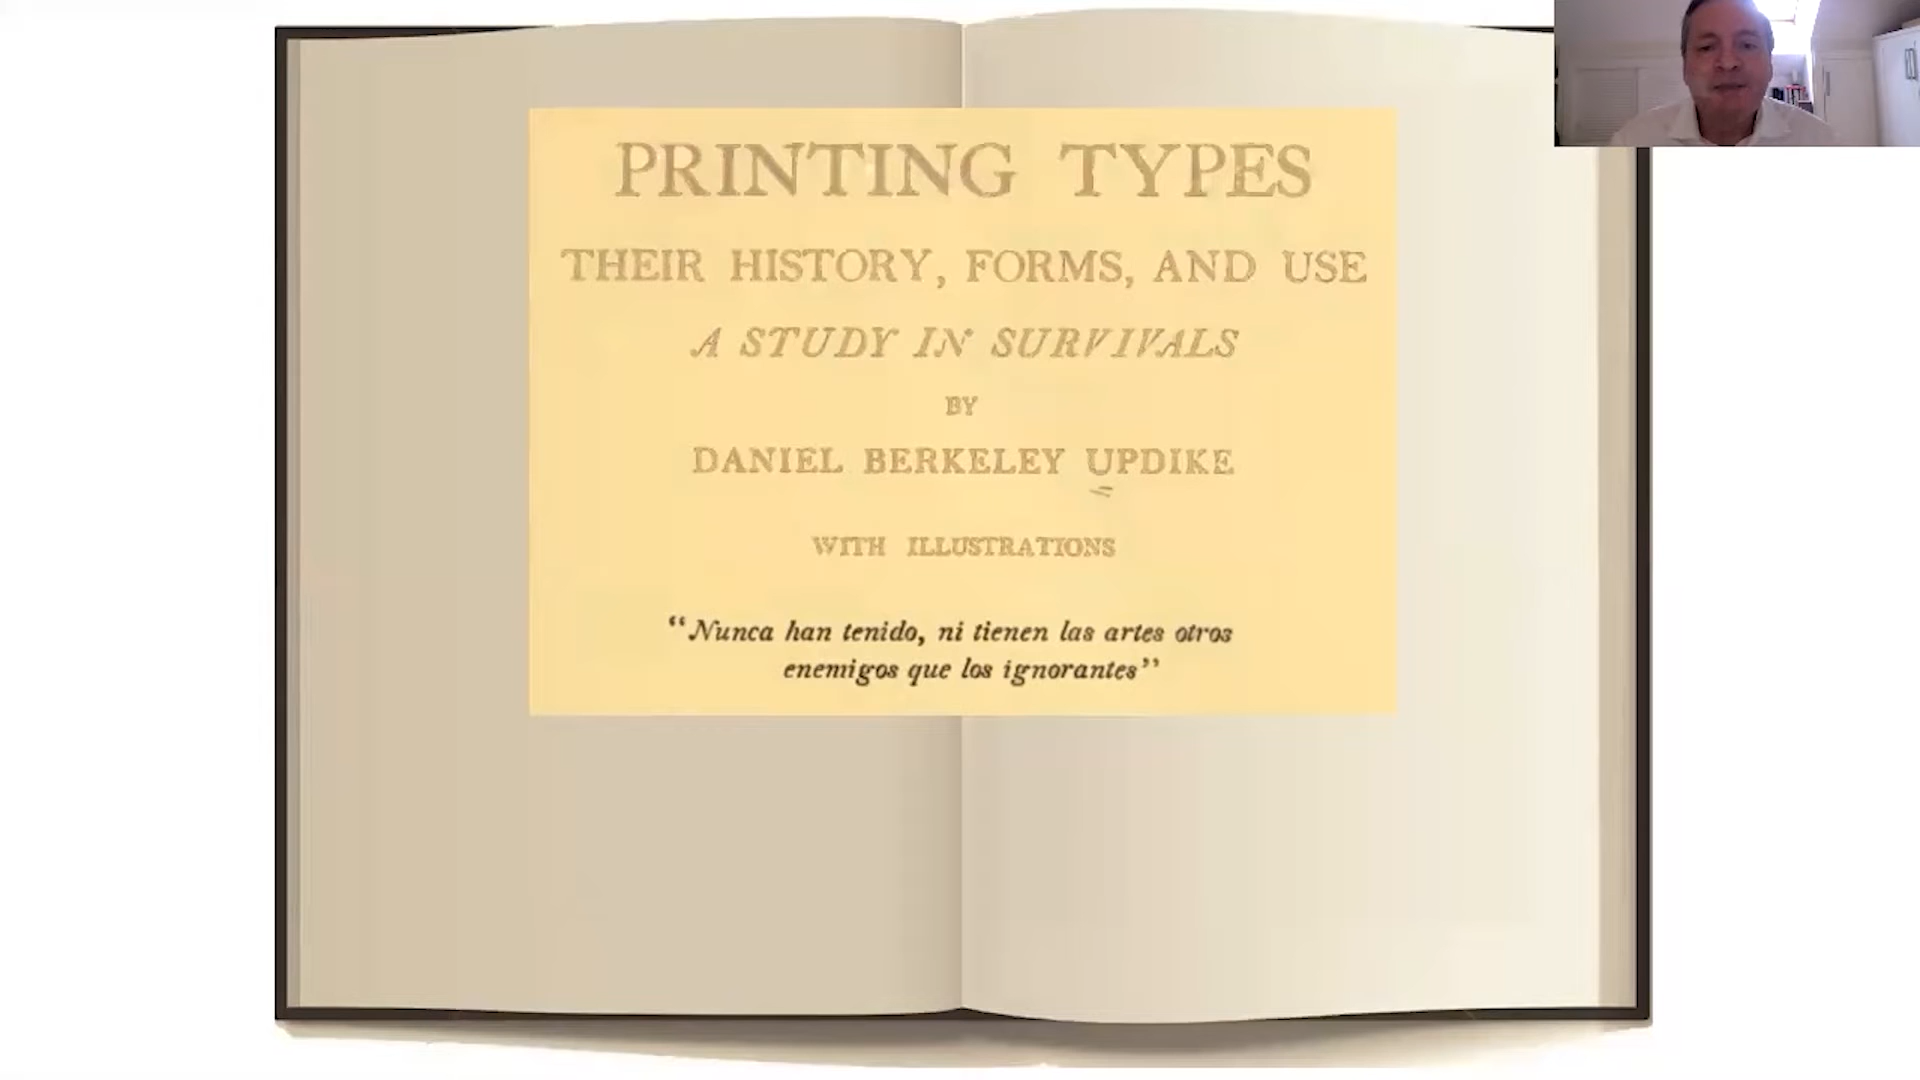 PRINTING TYPES
THEIR HISTORY, FORMS, AND USE
A STUDY IN SURVIVALS
BY
DANIEL BERKELEY UPDIKE
WITH ILLUSTRATIONS
“Nunca han tenido, ni tienen las artes otros
enemigos que los ignorantes”